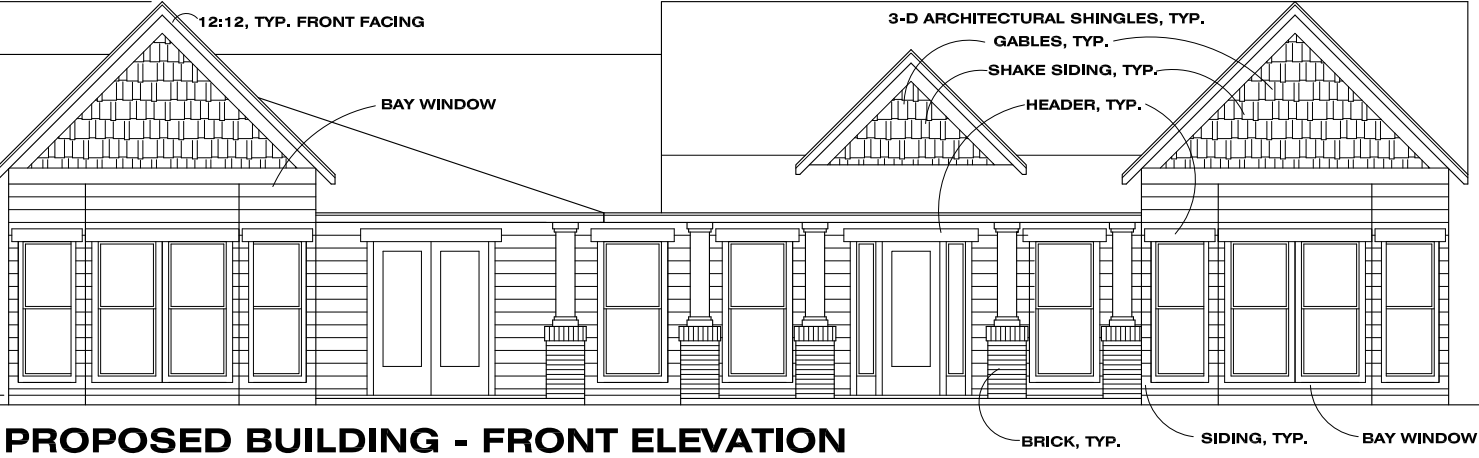 12:12, TYP. FRONT FACING
3-D ARCHITECTURAL SHINGLES, TYP.
GABLES, TYP.
SHAKE SIDING, TYP.
BAY WINDOW
HEADER, TYP.
PROPOSED BUILDING - FRONT ELEVATION
BRICK, TYP.
SIDING, TYP.
BAY WINDOW